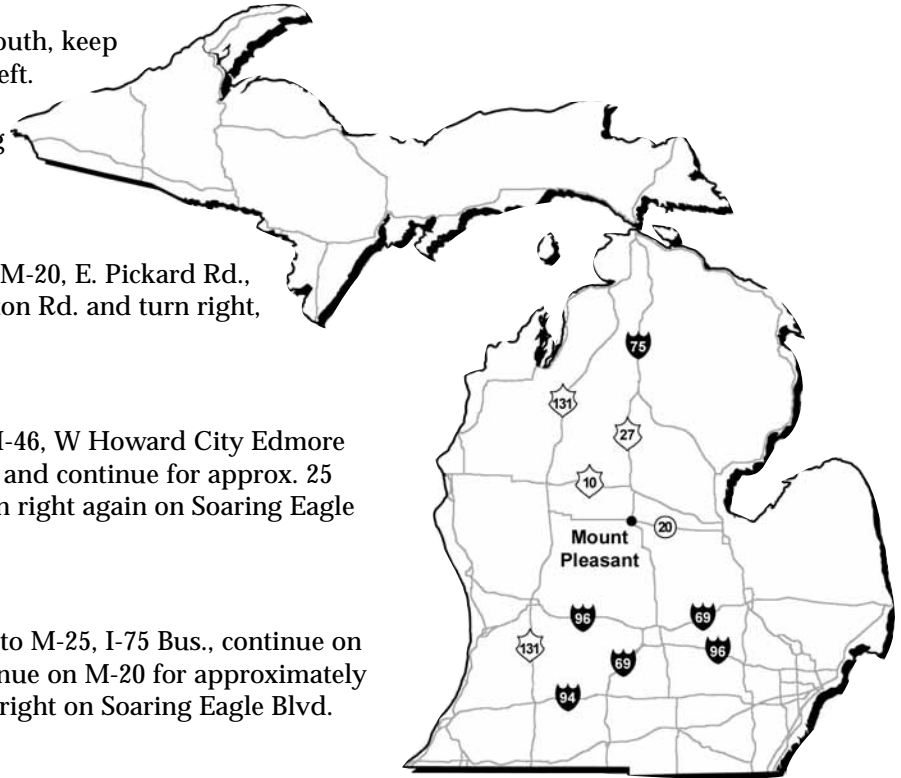 outh, keep
eft.
g
M-20, E. Pickard Rd.,
on Rd. and turn right,
-46, W Howard City Edmore
and continue for approx. 25
n right again on Soaring Eagle
to M-25, I-75 Bus., continue on
nue on M-20 for approximately
right on Soaring Eagle Blvd.
75
131
27
10
20
Mount
Pleasant
96
69
131
69
96
94